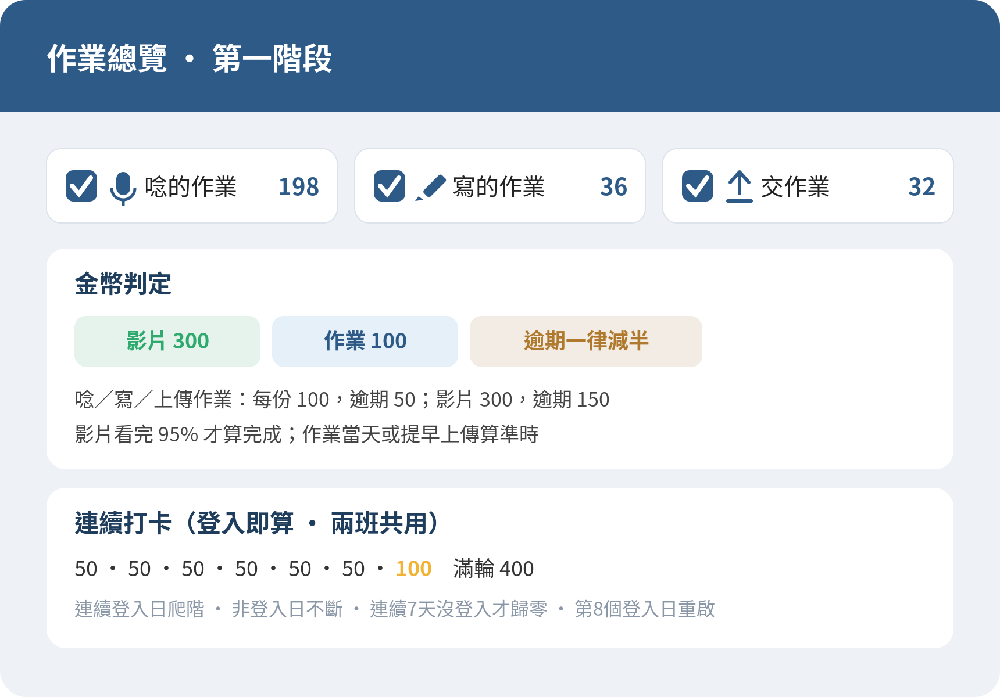 作業總覽 · 第一階段
唸的作業 198
寫的作業 36
交作業 32
金幣判定
影片 300
作業 100
逾期一律減半
唸／寫／上傳作業：每份 100，逾期 50；影片 300，逾期 150
影片看完 95% 才算完成；作業當天或提早上傳算準時
連續打卡（登入即算 · 兩班共用）
50 · 50 · 50 · 50 · 50 · 50 · 100 滿輪 400
連續登入日爬階 · 非登入日不斷 · 連續7天沒登入才歸零 · 第8個登入日重啟